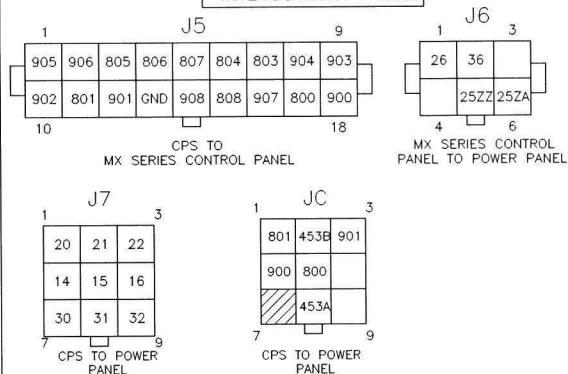 J5
1 9
905 906 805 806 807 804 803 904 903
902 801 901 GND 908 808 907 800 900
10 18
CPS TO
MX SERIES CONTROL PANEL
J6
1 3
26 36
25ZZ 25ZA
4 6
MX SERIES CONTROL
PANEL TO POWER PANEL
J7
1 3
20 21 22
14 15 16
30 31 32
7 9
CPS TO POWER
PANEL
JC
1 3
801 453B 901
900 800
453A
7 9
CPS TO POWER
PANEL